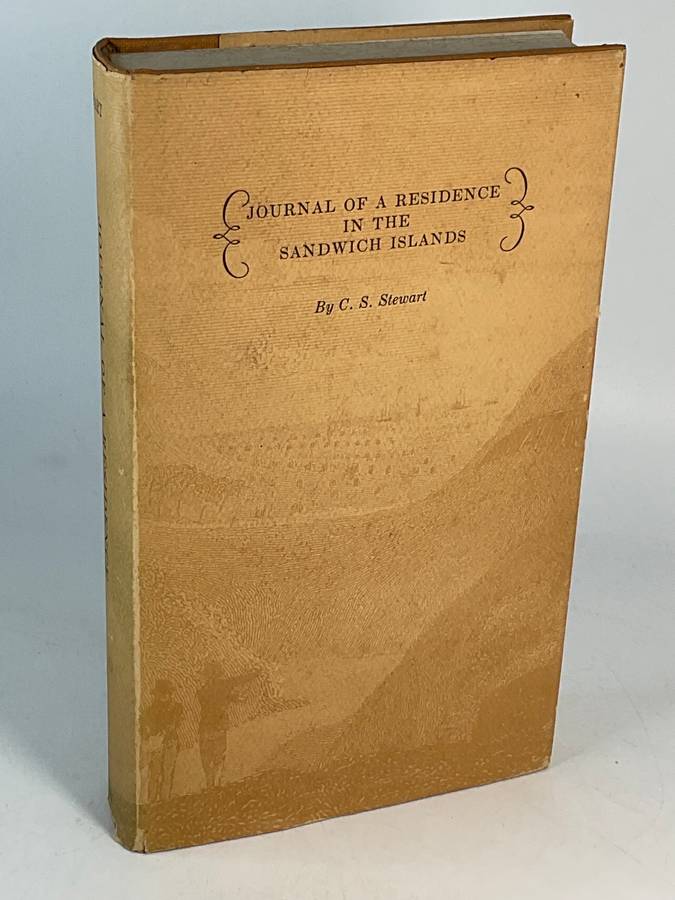 JOURNAL OF A RESIDENCE
IN THE
SANDWICH ISLANDS
By C. S. Stewart